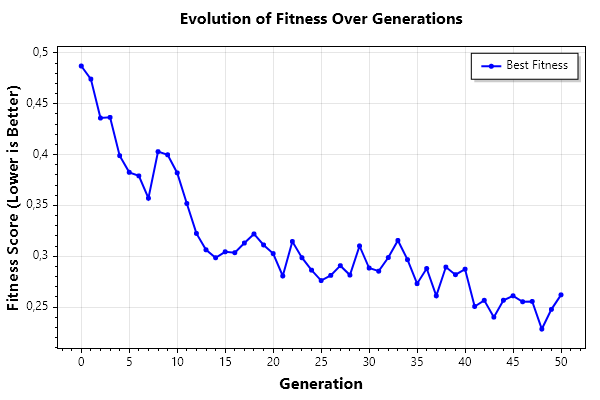 Evolution of Fitness Over Generations
Best Fitness
Fitness Score (Lower is Better)
0,5
0,45
0,4
0,35
0,3
0,25
0 5 10 15 20 25 30 35 40 45 50
Generation